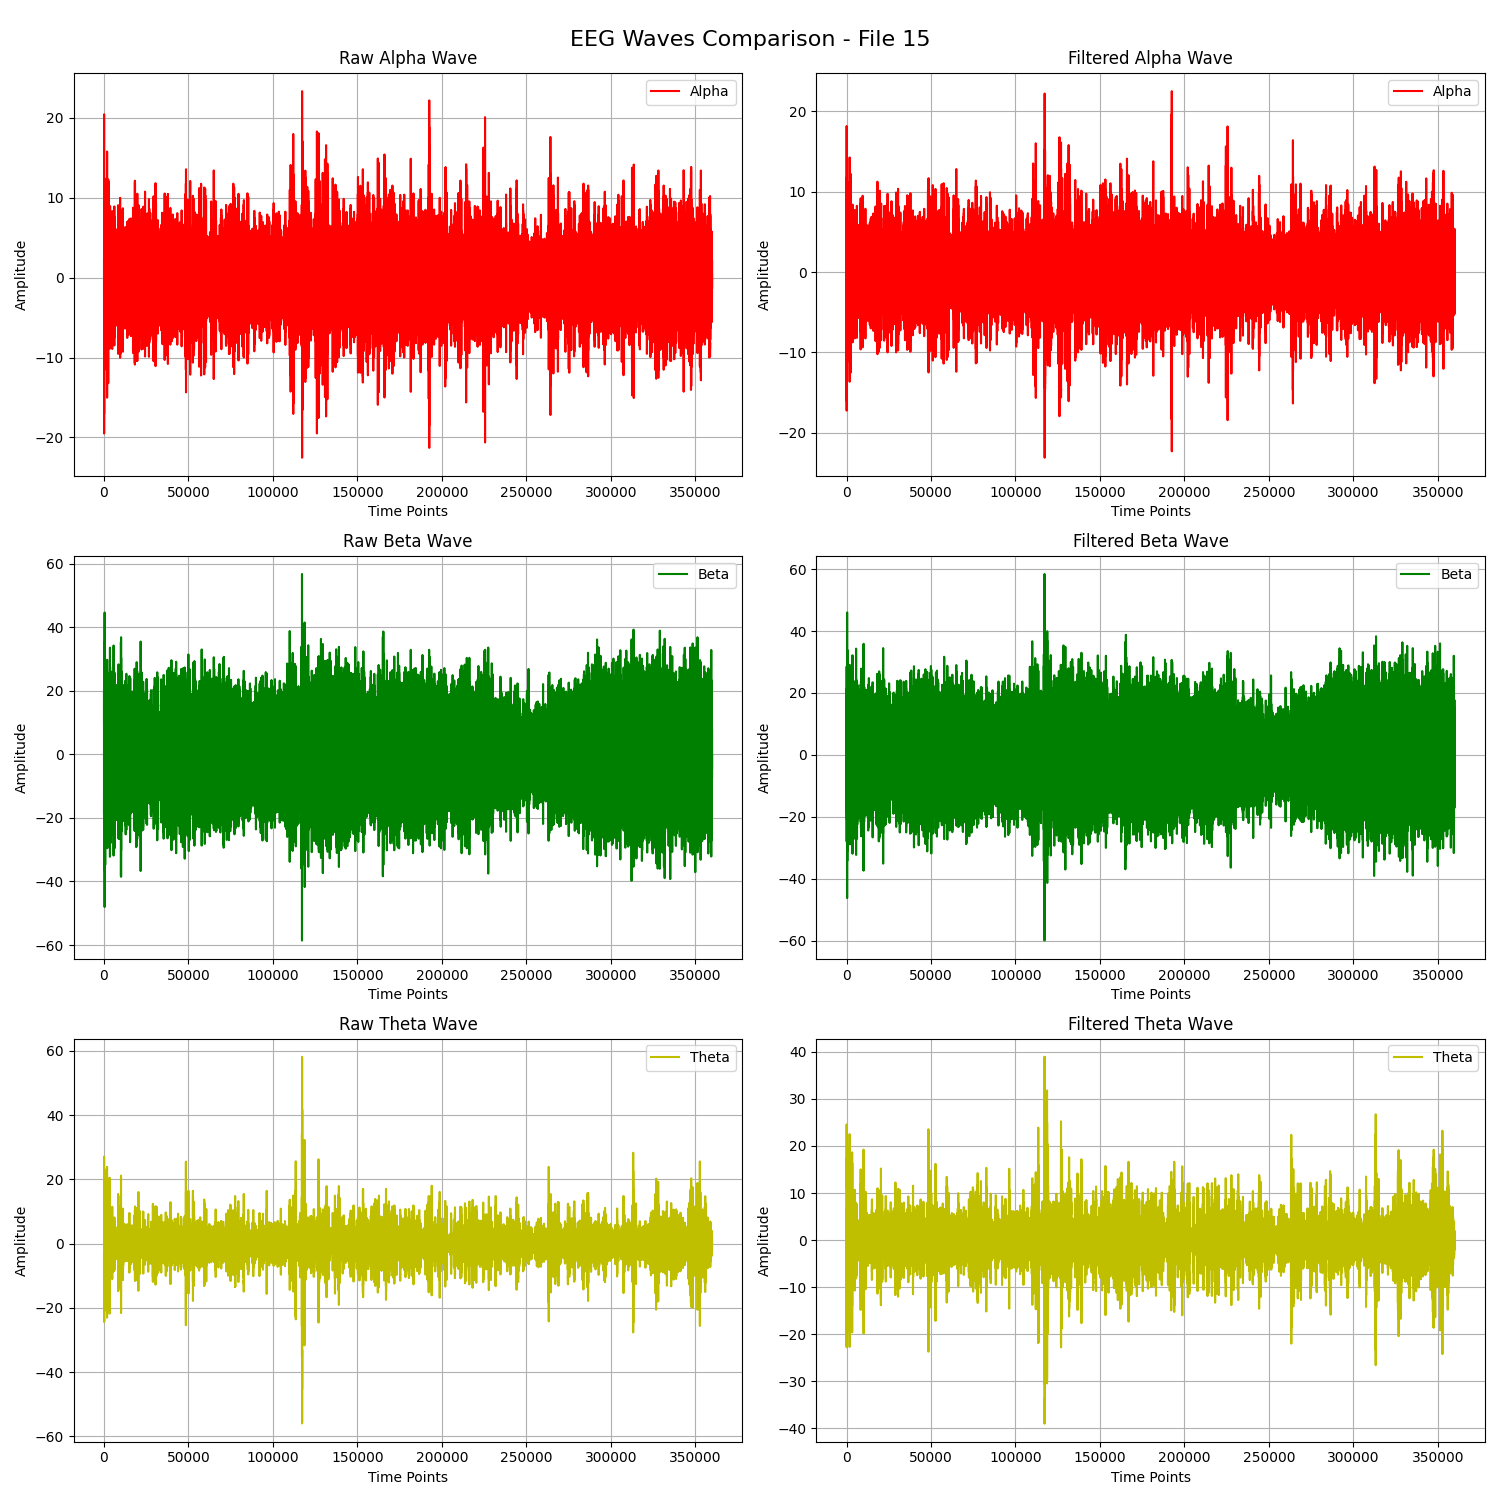 EEG Waves Comparison - File 15
Raw Alpha Wave
Alpha
20
10
0
−10
−20
Amplitude
0 50000 100000 150000 200000 250000 300000 350000
Time Points
Filtered Alpha Wave
Alpha
20
10
0
−10
−20
Amplitude
0 50000 100000 150000 200000 250000 300000 350000
Time Points
Raw Beta Wave
Beta
60
40
20
0
−20
−40
−60
Amplitude
0 50000 100000 150000 200000 250000 300000 350000
Time Points
Filtered Beta Wave
Beta
60
40
20
0
−20
−40
−60
Amplitude
0 50000 100000 150000 200000 250000 300000 350000
Time Points
Raw Theta Wave
Theta
60
40
20
0
−20
−40
−60
Amplitude
0 50000 100000 150000 200000 250000 300000 350000
Time Points
Filtered Theta Wave
Theta
40
30
20
10
0
−10
−20
−30
−40
Amplitude
0 50000 100000 150000 200000 250000 300000 350000
Time Points